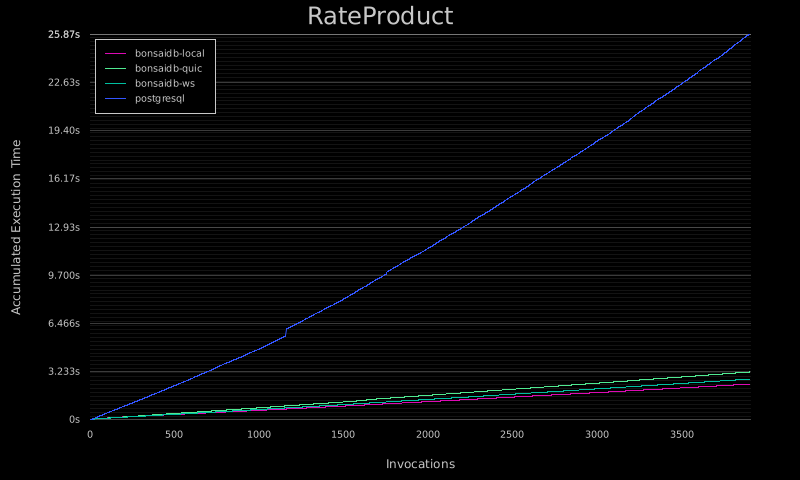 RateProduct
25.87s
22.63s
19.40s
16.17s
12.93s
9.700s
6.466s
3.233s
0s
bonsaidb-local
bonsaidb-quic
bonsaidb-ws
postgresql
Accumulated Execution Time
0
500
1000
1500
2000
2500
3000
3500
Invocations